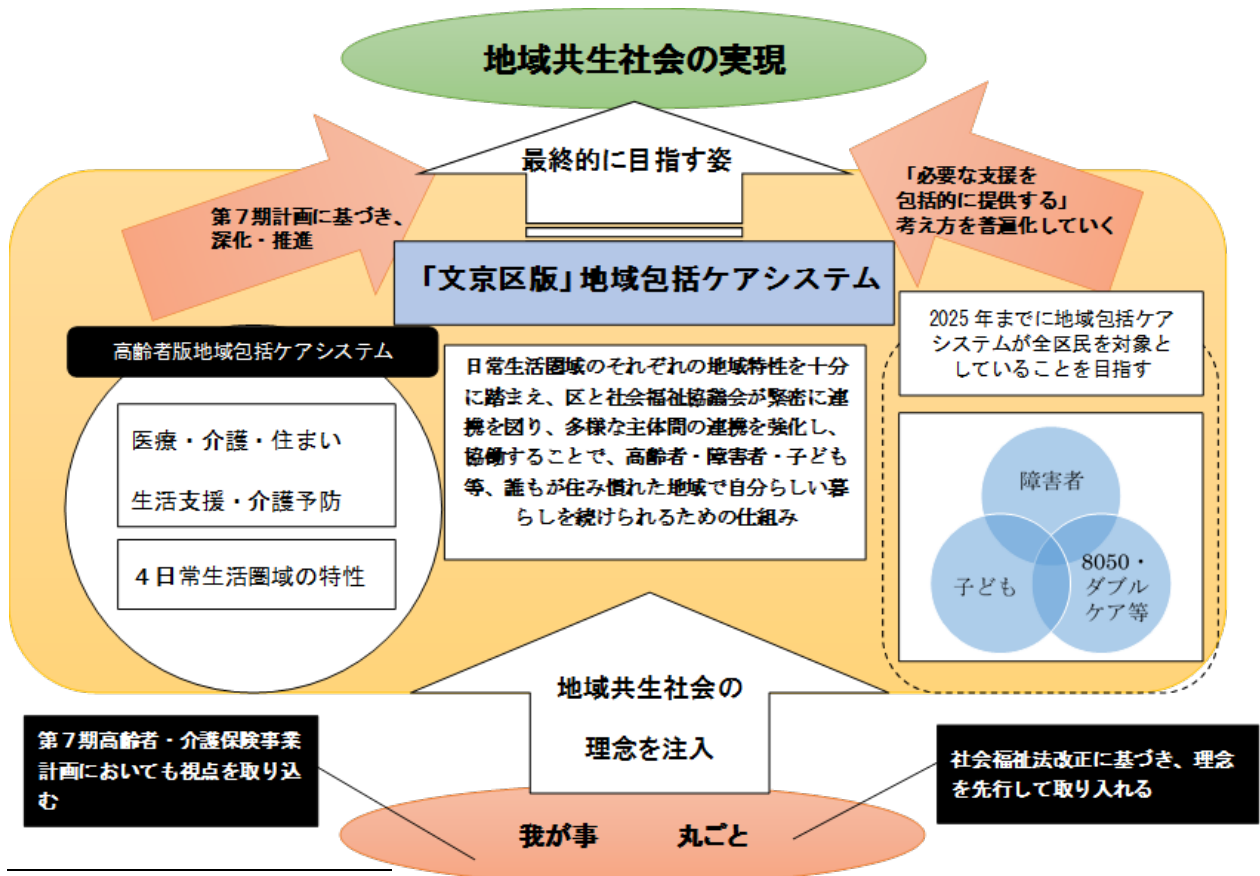 地域共生社会の実現
最終的に目指す姿
第７期計画に基づき、
深化・推進
「必要な支援を
包括的に提供する」
考え方を普遍化していく
「文京区版」地域包括ケアシステム
高齢者版地域包括ケアシステム
医療・介護・住まい
生活支援・介護予防
４日常生活圏域の特性
日常生活圏域のそれぞれの地域特性を十分
に踏まえ、区と社会福祉協議会が緊密に連
携を図り、多様な主体間の連携を強化し、
協働することで、高齢者・障害者・子ども
等、誰もが住み慣れた地域で自分らしい暮
らしを続けられるための仕組み
2025 年までに地域包括ケア
システムが全区民を対象と
していることを目指す
障害者
子ども
8050・
ダブル
ケア等
地域共生社会の
理念を注入
第７期高齢者・介護保険事業
計画においても視点を取り込
む
社会福祉法改正に基づき、理念
を先行して取り入れる
我が事　　丸ごと